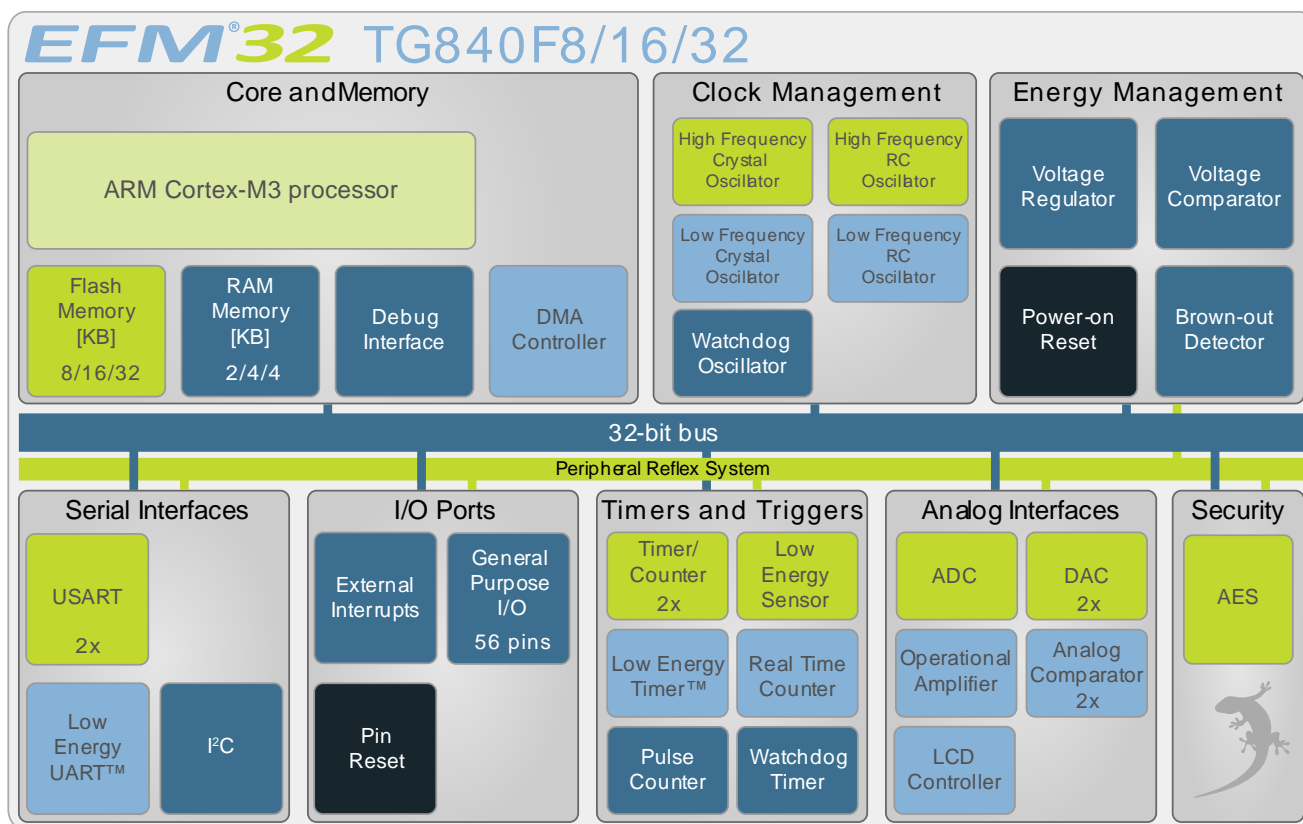 EFM®32 TG840F8/16/32
Core and Memory
ARM Cortex-M3 processor
Flash
Memory
[KB]
8/16/32
RAM
Memory
[KB]
2/4/4
Debug
Interface
DMA
Controller
Clock Management
High Frequency
Crystal
Oscillator
High Frequency
RC
Oscillator
Low Frequency
Crystal
Oscillator
Low Frequency
RC
Oscillator
Watchdog
Oscillator
Energy Management
Voltage
Regulator
Voltage
Comparator
Power-on
Reset
Brown-out
Detector
32-bit bus
Peripheral Reflex System
Serial Interfaces
USART
2x
Low
Energy
UART™
I²C
I/O Ports
External
Interrupts
General
Purpose
I/O
56 pins
Pin
Reset
Timers and Triggers
Timer/
Counter
2x
Low
Energy
Sensor
Low Energy
Timer™
Real Time
Counter
Pulse
Counter
Watchdog
Timer
Analog Interfaces
ADC
DAC
2x
Operational
Amplifier
Analog
Comparator
2x
LCD
Controller
Security
AES